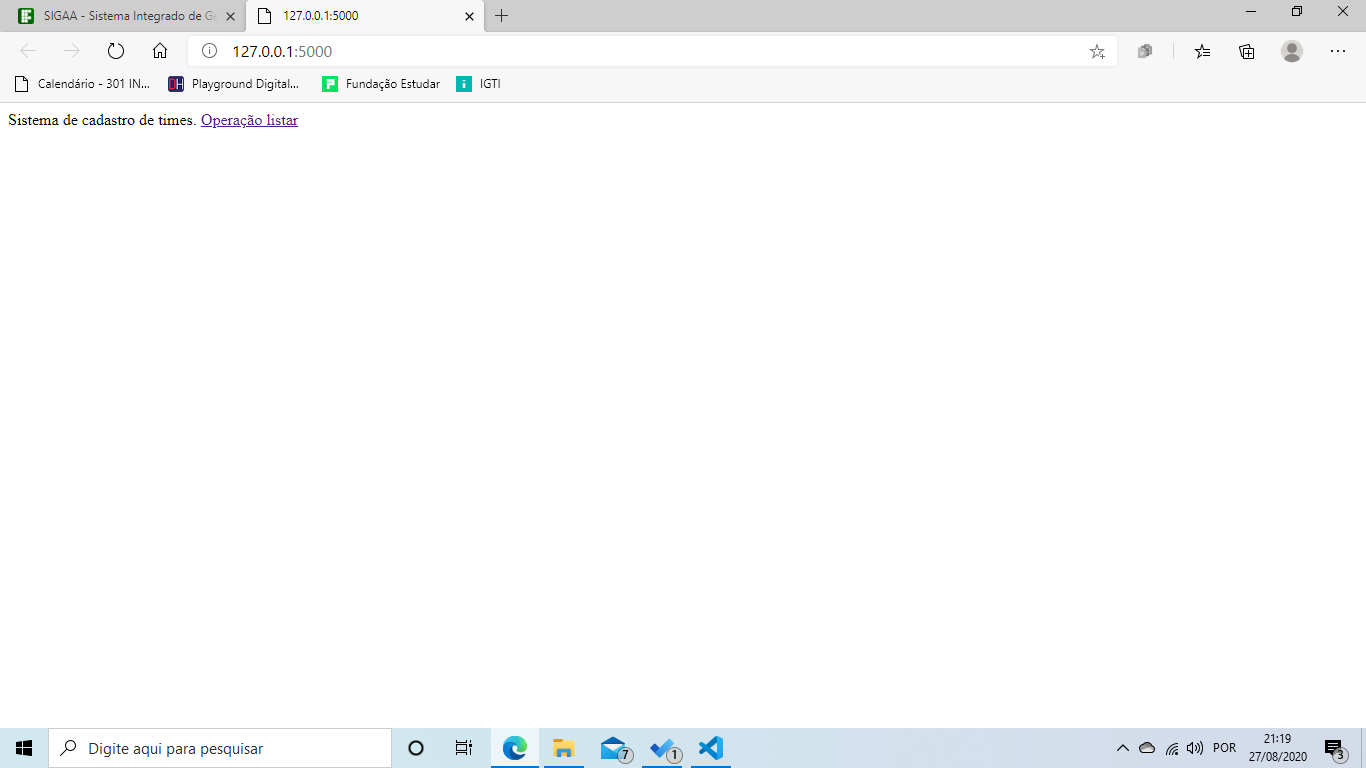 SIGAA - Sistema Integrado de Ge
127.0.0.1:5000
127.0.0.1:5000
Calendário - 301 IN... Playground Digital... Fundação Estudar IGTI
Sistema de cadastro de times. Operação listar
Digite aqui para pesquisar
7
1
POR
21:19
27/08/2020
3